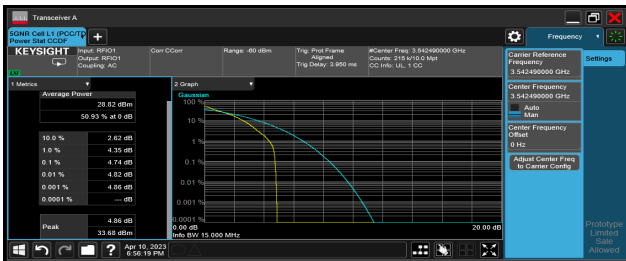 Transceiver A
5GNR Cell L1 (PCC/TD
Power Stat CCDF
Frequency
KEYSIGHT
Input: RFIO1
Output: RFIO1
Coupling: AC
Corr CCorr
Range: -60 dBm
Trig: Prot Frame
Aligned
Trig Delay: 3.950 ms
#Center Freq: 3.542490000 GHz
Counts: 215 k/10.0 Mpt
CC Info: UL, 1 CC
1 Metrics
Average Power
28.82 dBm
50.93 % at 0 dB
10.0 % 2.62 dB
1.0 % 4.35 dB
0.1 % 4.74 dB
0.01 % 4.82 dB
0.001 % 4.86 dB
0.0001 % --- dB
Peak
4.86 dB
33.68 dBm
2 Graph
Gaussian
100 %
10 %
1 %
0.1 %
0.01 %
0.001 %
0.0001 %
0.00 dB
20.00 dB
Info BW 15.000 MHz
Carrier Reference
Frequency
3.542490000 GHz
Center Frequency
3.542490000 GHz
Auto
Man
Center Frequency
Offset
0 Hz
Adjust Center Freq
to Carrier Config
Settings
Prototype
Limited
Sale
Allowed
?
Apr 10, 2023
6:56:19 PM